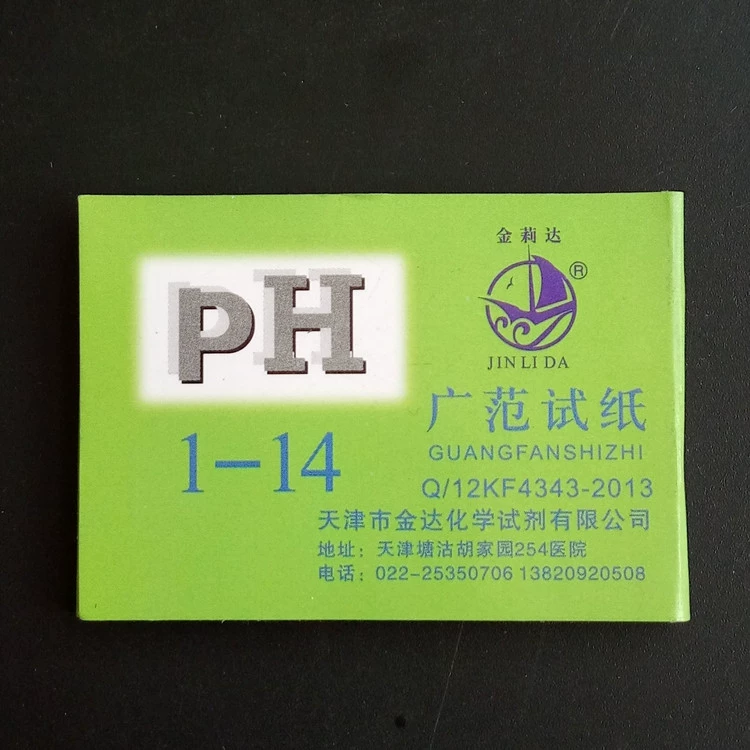 金莉达
®
pH
JIN LI DA
广范试纸
GUANGFANSHIZHI
1-14
Q/12KF4343-2013
天津市金达化学试剂有限公司
地址：天津塘沽胡家园254医院
电话：022-25350706 13820920508